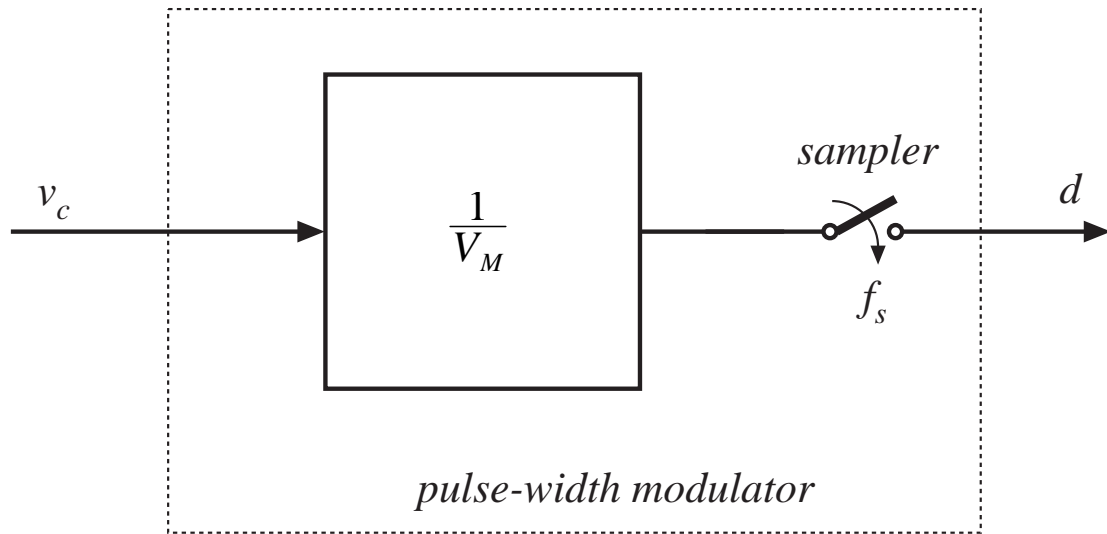 sampler
v_c
1
V_M
d
f_s
pulse-width modulator